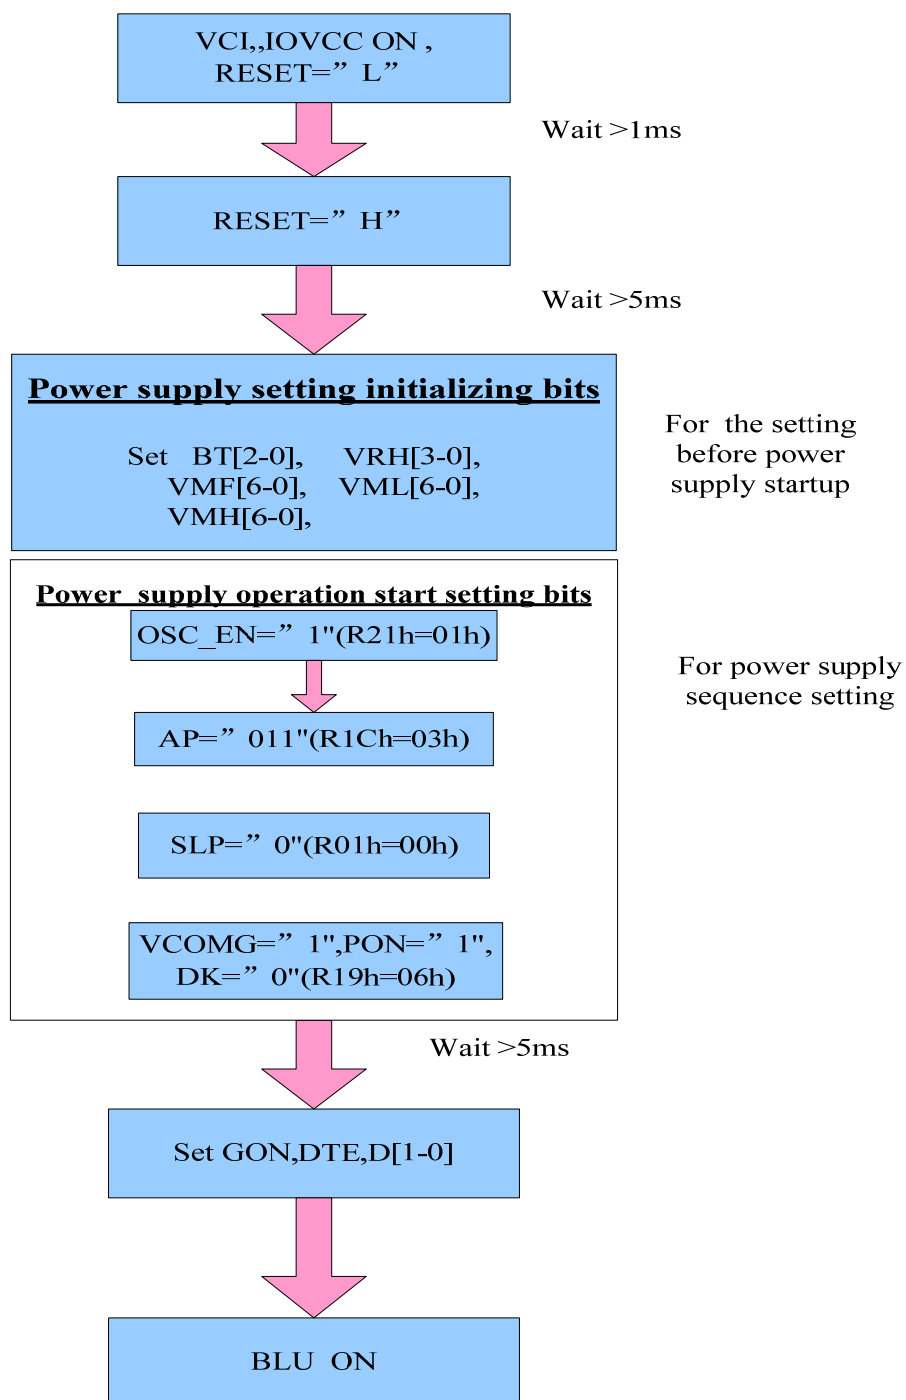 VCI,,IOVCC ON ,
RESET=” L”
Wait >1ms
RESET=” H”
Wait >5ms
Power supply setting initializing bits
Set BT[2-0], VRH[3-0],
VMF[6-0], VML[6-0],
VMH[6-0],
For the setting
before power
supply startup
Power supply operation start setting bits
OSC_EN=” 1"(R21h=01h)
For power supply
sequence setting
AP=” 011"(R1Ch=03h)
SLP=” 0"(R01h=00h)
VCOMG=” 1",PON=” 1",
DK=” 0"(R19h=06h)
Wait >5ms
Set GON,DTE,D[1-0]
BLU ON